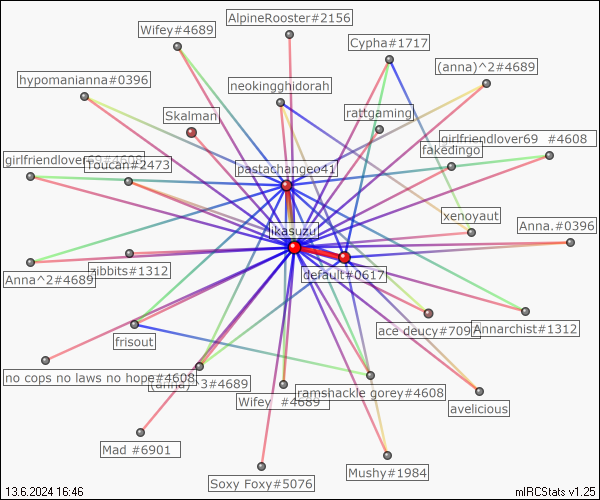 AlpineRooster#2156
Wifey#4689
Cypha#1717
(anna)^2#4689
hypomanianna#0396
neokingghidorah
Skalman
rattgaming
girlfriendlover69 #4608
fakedingo
girlfriendlover69#4608
Toucan#2473
pastachangeo41
xenoyaut
Anna.#0396
ikasuzu
zibbits#1312
Anna^2#4689
default#0617
frisout
ace deucy#709
Annarchist#1312
no cops no laws no hope#4608
(anna)^3#4689
Wifey #4689
ramshackle gorey#4608
avelicious
Mad #6901
Soxy Foxy#5076
Mushy#1984
13.6.2024 16:46
mIRCStats v1.25